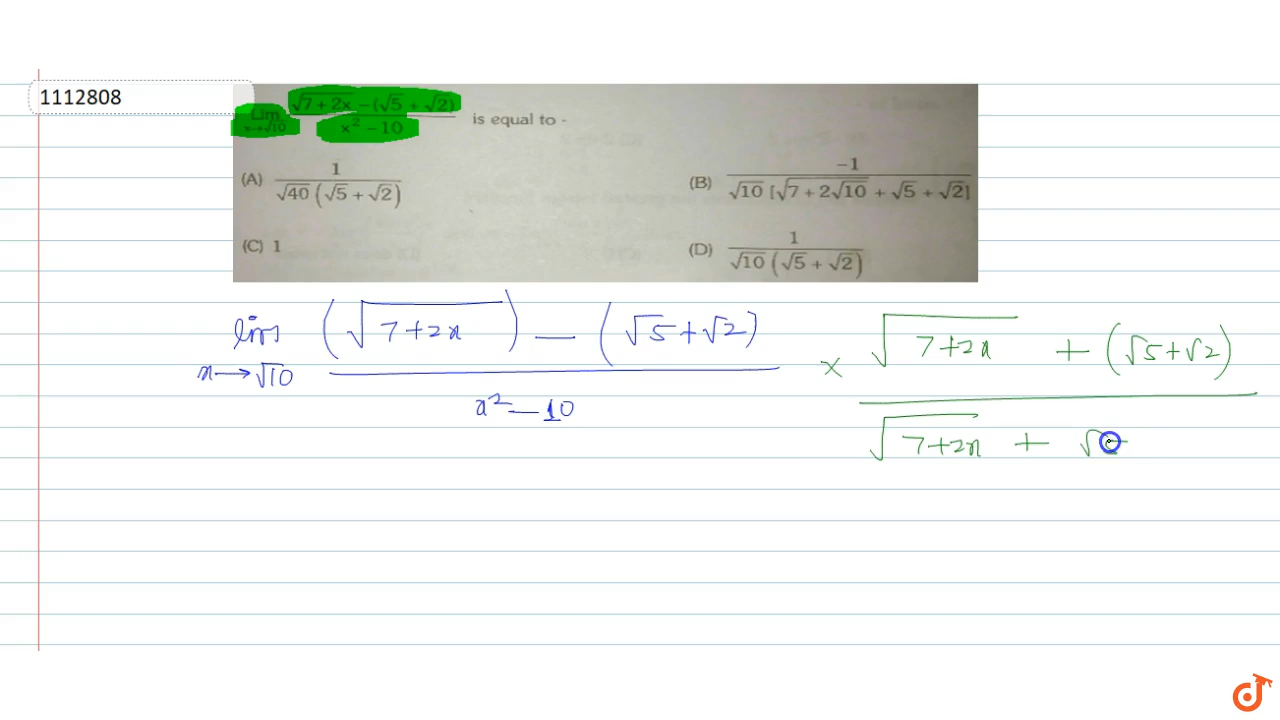 1112808
Lim x→√10 (√7 + 2x − (√5 + √2)) / (x² − 10) is equal to -
(A) 1 / (√40 (√5 + √2))
(B) −1 / (√10 [√7 + 2√10 + √5 + √2])
(C) 1
(D) 1 / (√10 (√5 + √2))
lim x→√10 ((√7+2x) − (√5+√2)) / (x² − 10) × (√7+2x + (√5+√2)) / (√7+2x + √